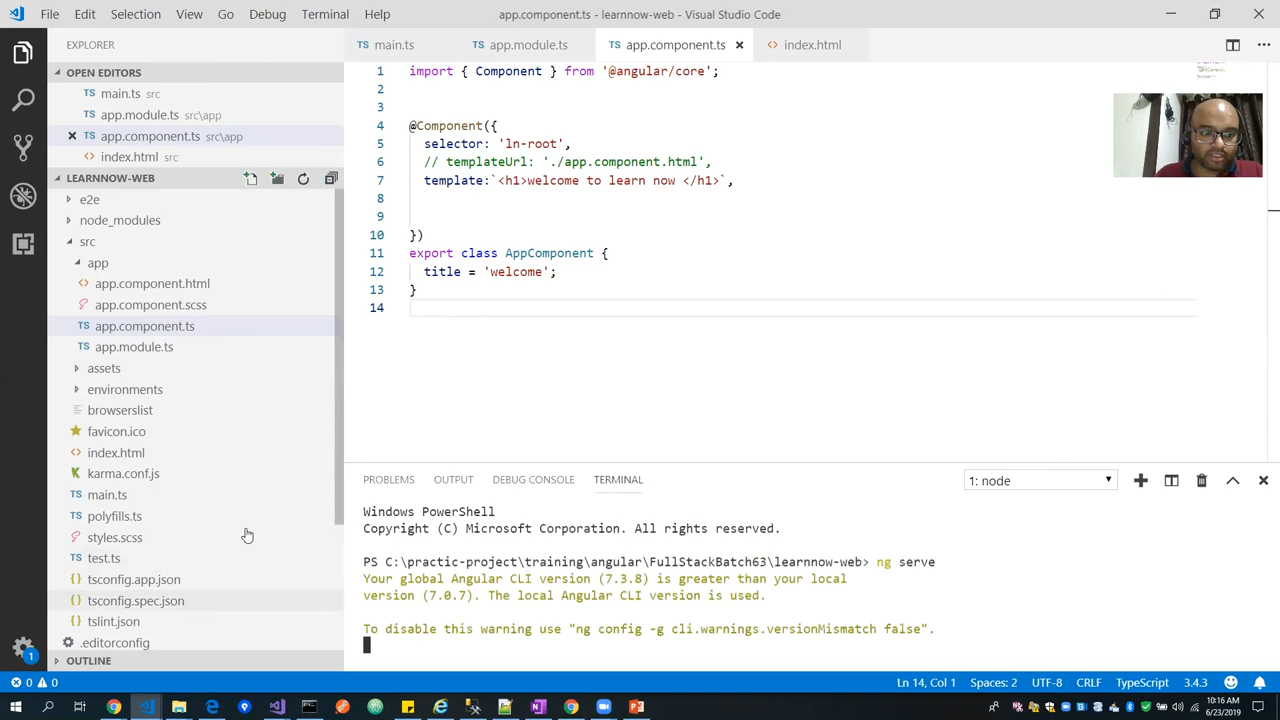 File Edit Selection View Go Debug Terminal Help
app.component.ts - learnnow-web - Visual Studio Code
EXPLORER
OPEN EDITORS
TS main.ts src
TS app.module.ts src\app
TS app.component.ts src\app
<> index.html src
LEARNNOW-WEB
e2e
node_modules
src
app
<> app.component.html
app.component.scss
TS app.component.ts
TS app.module.ts
assets
environments
browserslist
favicon.ico
<> index.html
karma.conf.js
TS main.ts
TS polyfills.ts
styles.scss
TS test.ts
{} tsconfig.app.json
{} tsconfig.spec.json
{} tslint.json
.editorconfig
OUTLINE
TS main.ts
TS app.module.ts
TS app.component.ts
<> index.html
1 import { Component } from '@angular/core';
2
3
4 @Component({
5 selector: 'ln-root',
6 // templateUrl: './app.component.html',
7 template:`<h1>welcome to learn now </h1>`,
8
9
10 })
11 export class AppComponent {
12 title = 'welcome';
13 }
14
PROBLEMS OUTPUT DEBUG CONSOLE TERMINAL
1: node
Windows PowerShell
Copyright (C) Microsoft Corporation. All rights reserved.
PS C:\practic-project\training\angular\FullStackBatch63\learnnow-web> ng serve
Your global Angular CLI version (7.3.8) is greater than your local
version (7.0.7). The local Angular CLI version is used.
To disable this warning use "ng config -g cli.warnings.versionMismatch false".
1
0 0
Ln 14, Col 1 Spaces: 2 UTF-8 CRLF TypeScript 3.4.3
10:16 AM
6/23/2019